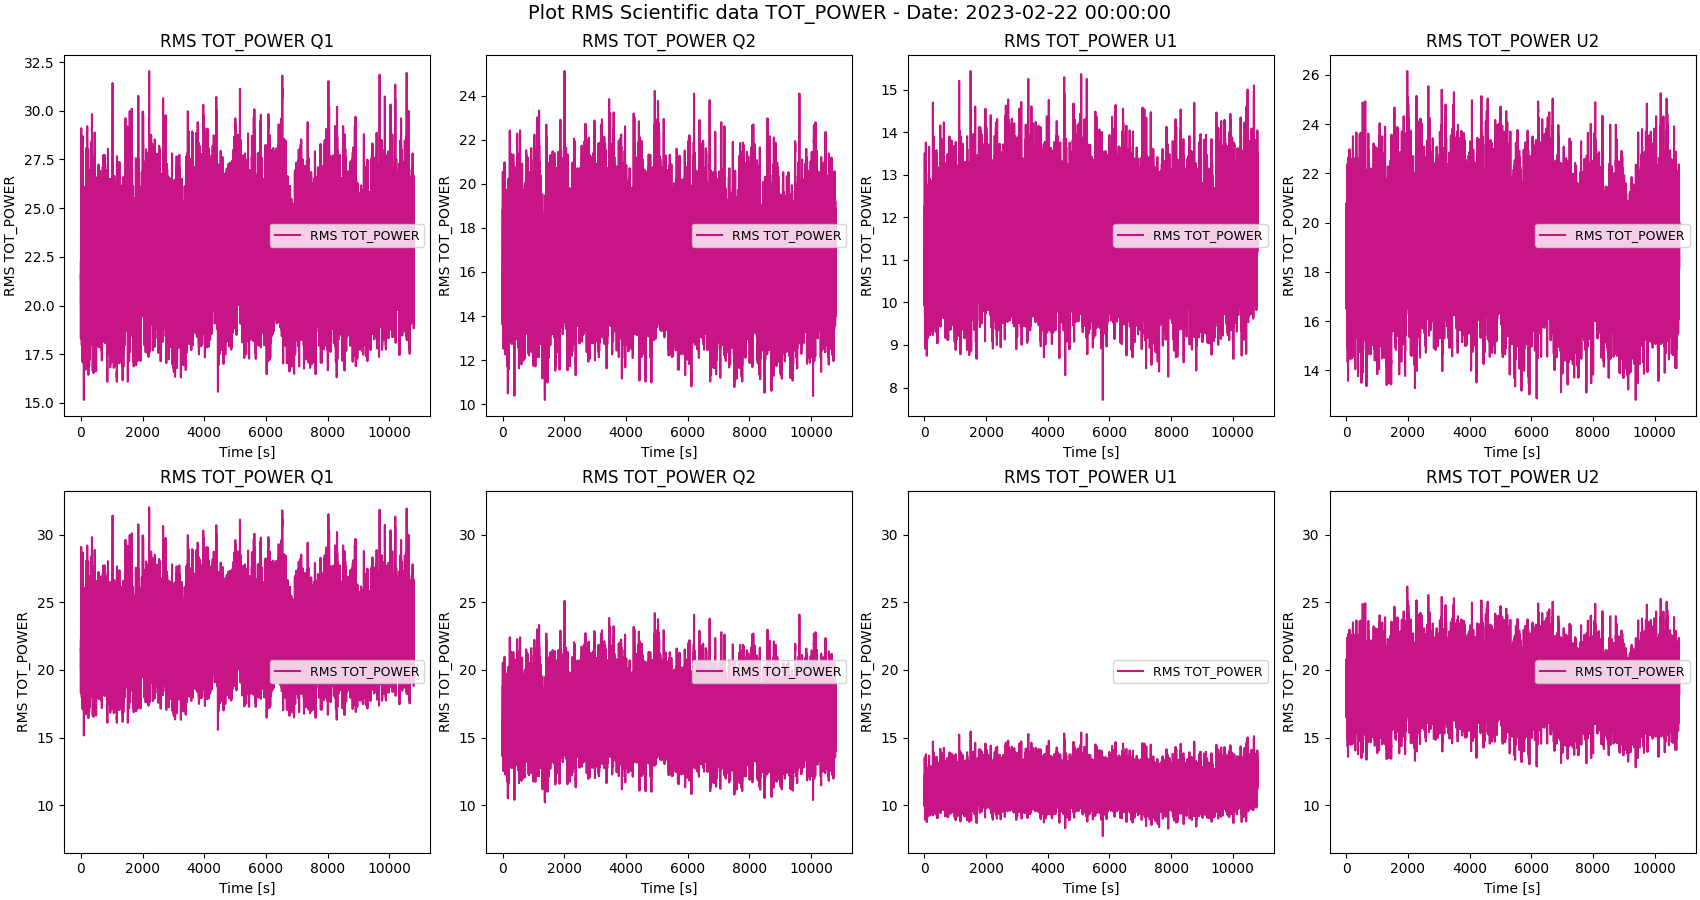 Plot RMS Scientific data TOT_POWER - Date: 2023-02-22 00:00:00
RMS TOT_POWER Q1
RMS TOT_POWER
32.5
30.0
27.5
25.0
22.5
20.0
17.5
15.0
RMS TOT_POWER
0 2000 4000 6000 8000 10000
Time [s]
RMS TOT_POWER Q2
RMS TOT_POWER
24
22
20
18
16
14
12
10
RMS TOT_POWER
0 2000 4000 6000 8000 10000
Time [s]
RMS TOT_POWER U1
RMS TOT_POWER
15
14
13
12
11
10
9
8
RMS TOT_POWER
0 2000 4000 6000 8000 10000
Time [s]
RMS TOT_POWER U2
RMS TOT_POWER
26
24
22
20
18
16
14
RMS TOT_POWER
0 2000 4000 6000 8000 10000
Time [s]
RMS TOT_POWER Q1
RMS TOT_POWER
30
25
20
15
10
RMS TOT_POWER
0 2000 4000 6000 8000 10000
Time [s]
RMS TOT_POWER Q2
RMS TOT_POWER
30
25
20
15
10
RMS TOT_POWER
0 2000 4000 6000 8000 10000
Time [s]
RMS TOT_POWER U1
RMS TOT_POWER
30
25
20
15
10
RMS TOT_POWER
0 2000 4000 6000 8000 10000
Time [s]
RMS TOT_POWER U2
RMS TOT_POWER
30
25
20
15
10
RMS TOT_POWER
0 2000 4000 6000 8000 10000
Time [s]